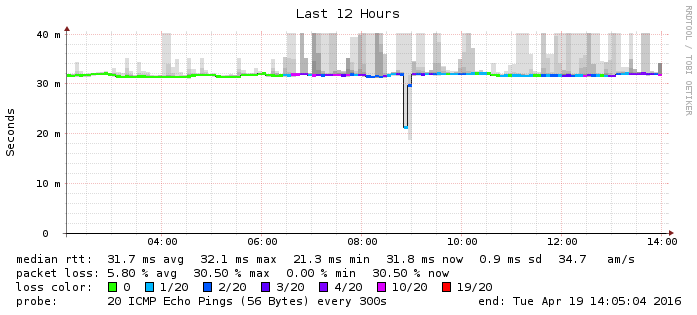 Last 12 Hours
RRDTOOL / TOBI OETIKER
Seconds
40 m
30 m
20 m
10 m
0
04:00 06:00 08:00 10:00 12:00 14:00
median rtt: 31.7 ms avg 32.1 ms max 21.3 ms min 31.8 ms now 0.9 ms sd 34.7 am/s
packet loss: 5.80 % avg 30.50 % max 0.00 % min 30.50 % now
loss color: 0 1/20 2/20 3/20 4/20 10/20 19/20
probe: 20 ICMP Echo Pings (56 Bytes) every 300s end: Tue Apr 19 14:05:04 2016